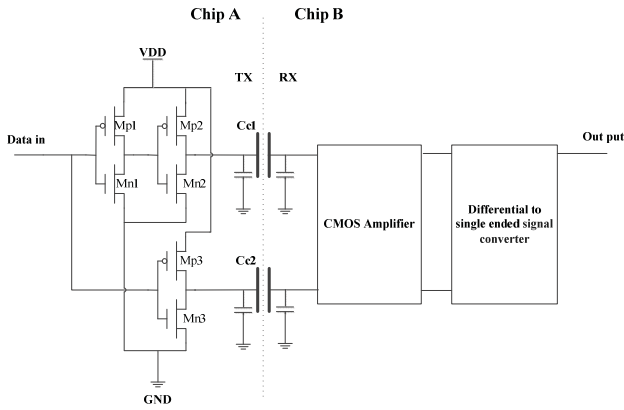 Chip A
Chip B
VDD
TX
RX
Mp1
Mp2
Cc1
Data in
Out put
Mn1
Mn2
CMOS Amplifier
Differential to
single ended signal
converter
Mp3
Cc2
Mn3
GND